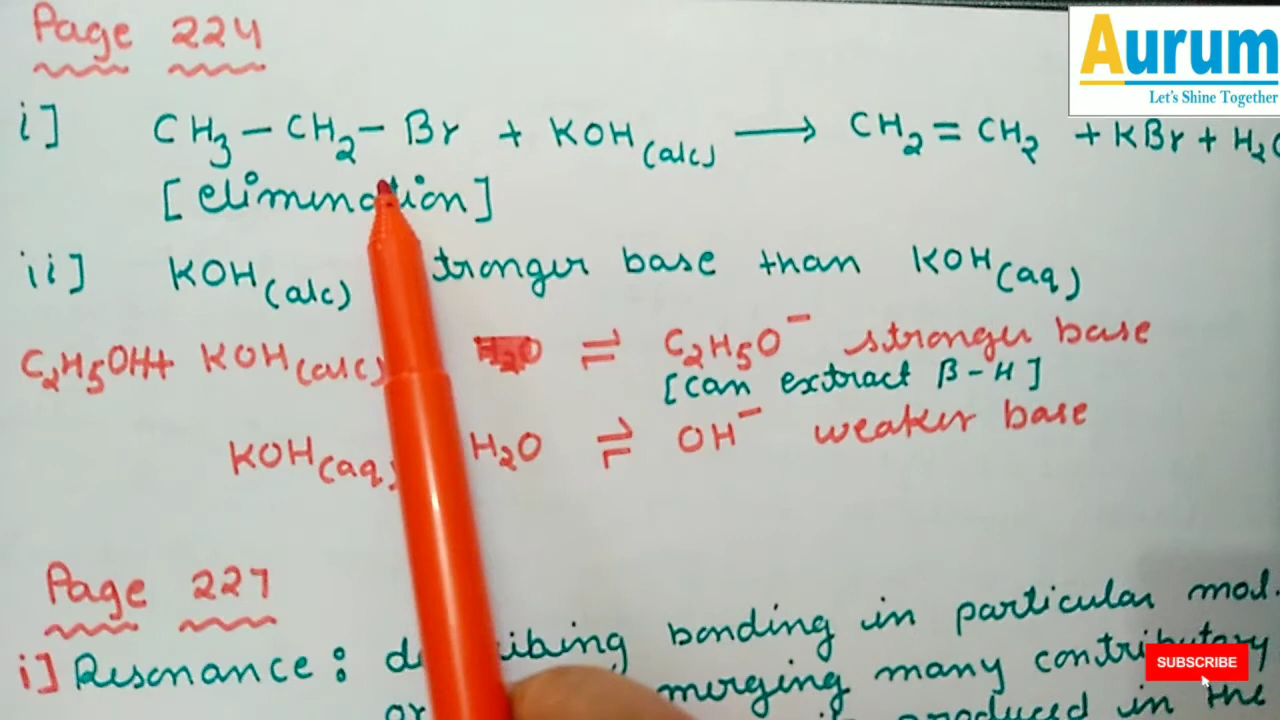 Page 224
Aurum
Let's Shine Together
i] CH3 – CH2 – Br + KOH(alc) ⟶ CH2 = CH2 + KBr + H2O
[elimination]
ii] KOH(alc) tronger base than KOH(aq)
C2H5OH + KOH(alc) ⇌ C2H5O⁻ stronger base
[can extract β-H]
KOH(aq) H2O ⇌ OH⁻ weaker base
Page 227
i] Resonance : bonding in particular mol.
merging many contributory
produced in the
SUBSCRIBE